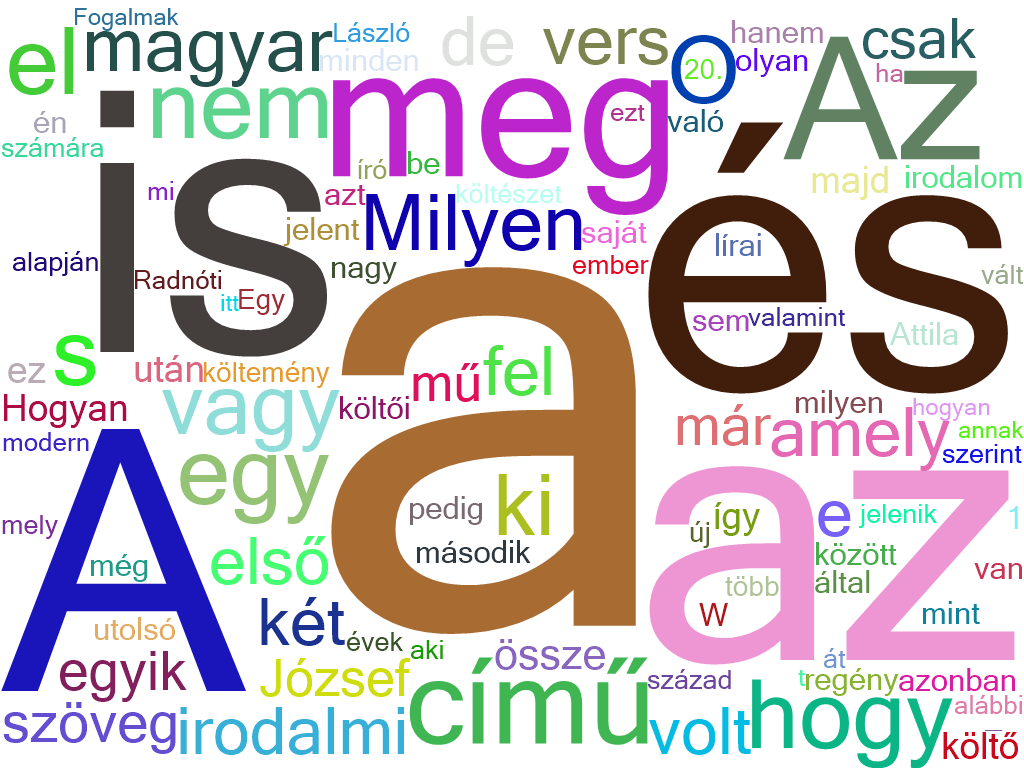 Fogalmak
el
magyar
László
minden
de
vers
O
20.
hanem
olyan
Az
csak
ha
is
nem
meg
ezt
való
és
én
számára
mi
író
be
azt
költészet
majd
irodalom
jelent
Milyen
saját
lírai
alapján
Radnóti
itt
Egy
nagy
ember
vált
sem
valamint
Attila
a
ez
s
után
költemény
mű
fel
Hogyan
vagy
költői
már
amely
milyen
hogyan
annak
modern
szerint
A
egy
pedig
ki
az
e
jelenik
1
így
új
mely
még
első
második
között
van
több
által
W
mint
utolsó
két
évek
aki
össze
át
egyik
József
című
század
t
regény
azonban
szöveg
irodalmi
volt
hogy
alábbi
_
költő